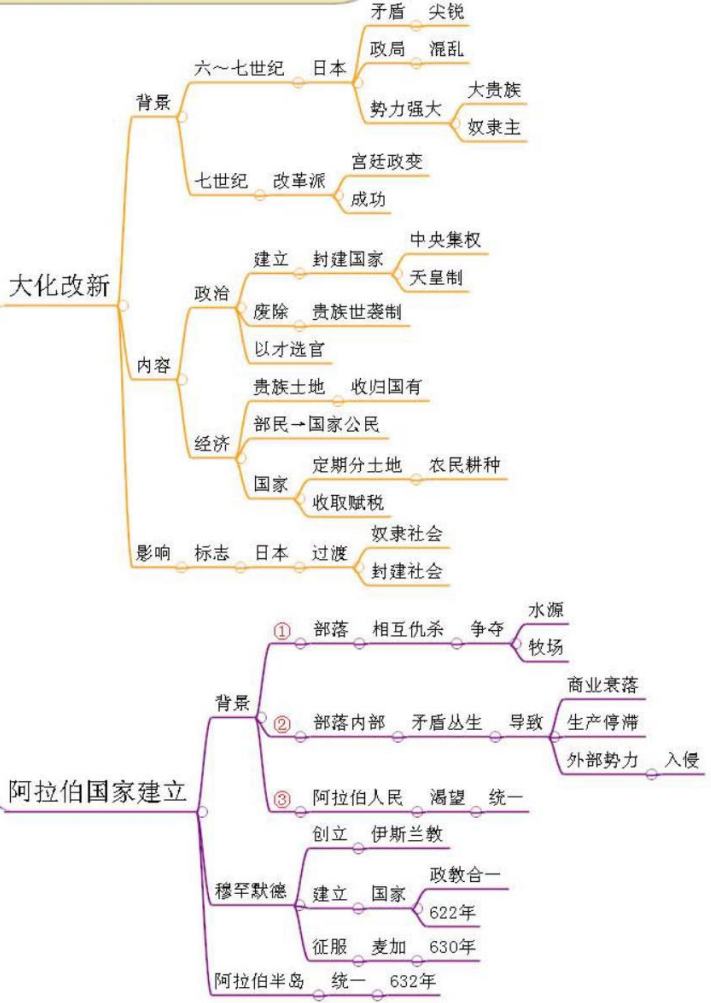 大化改新
背景
六～七世纪 日本
矛盾 尖锐
政局 混乱
势力强大
大贵族
奴隶主
七世纪 改革派
宫廷政变
成功
内容
政治
建立 封建国家
中央集权
天皇制
废除 贵族世袭制
以才选官
经济
贵族土地 收归国有
部民→国家公民
国家
定期分土地 农民耕种
收取赋税
影响 标志 日本 过渡
奴隶社会
封建社会
阿拉伯国家建立
背景
① 部落 相互仇杀 争夺
水源
牧场
② 部落内部 矛盾丛生 导致
商业衰落
生产停滞
外部势力 入侵
③ 阿拉伯人民 渴望 统一
穆罕默德
创立 伊斯兰教
建立 国家
政教合一
622年
征服 麦加 630年
阿拉伯半岛 统一 632年